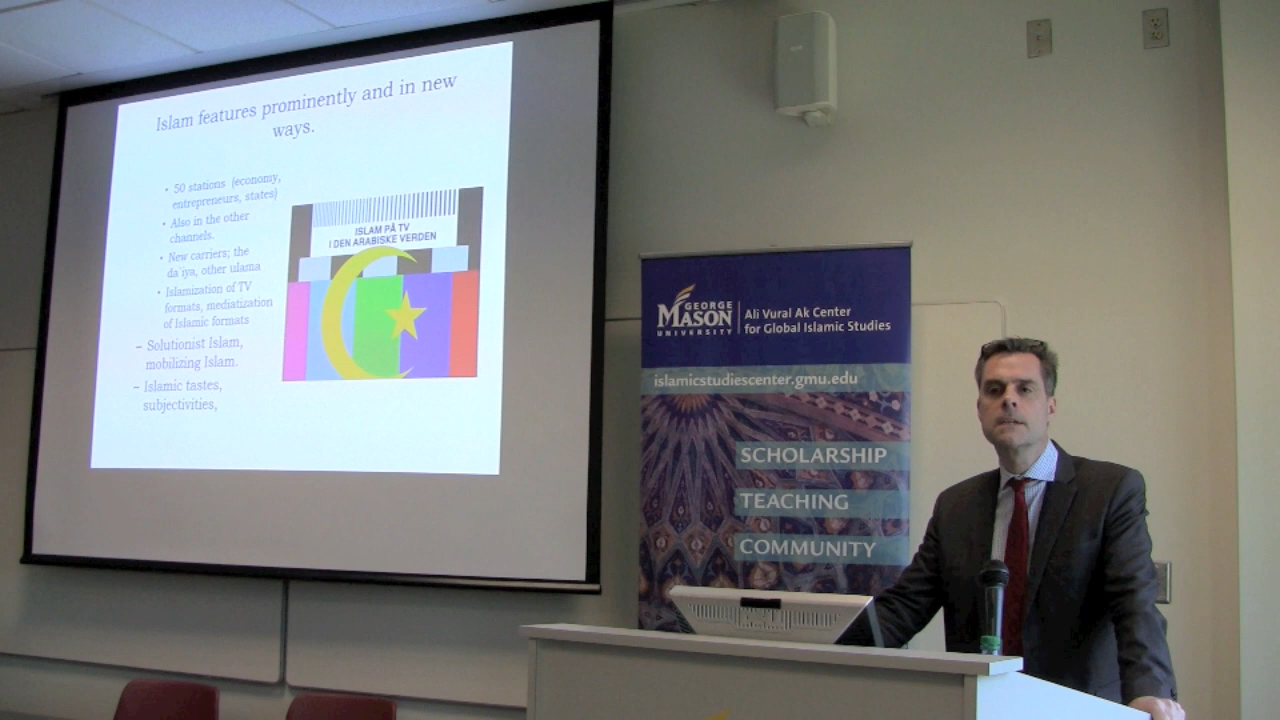 Islam features prominently and in new
ways.
• 50 stations (economy,
entrepreneurs, states)
• Also in the other
channels.
• New carriers; the
da'iya, other ulama
• Islamization of TV
formats, mediatization
of Islamic formats
– Solutionist Islam,
mobilizing Islam.
– Islamic tastes,
subjectivities,
ISLAM PÅ TV
I DEN ARABISKE VERDEN
GEORGE
MASON
UNIVERSITY
Ali Vural Ak Center
for Global Islamic Studies
islamicstudiescenter.gmu.edu
SCHOLARSHIP
TEACHING
COMMUNITY